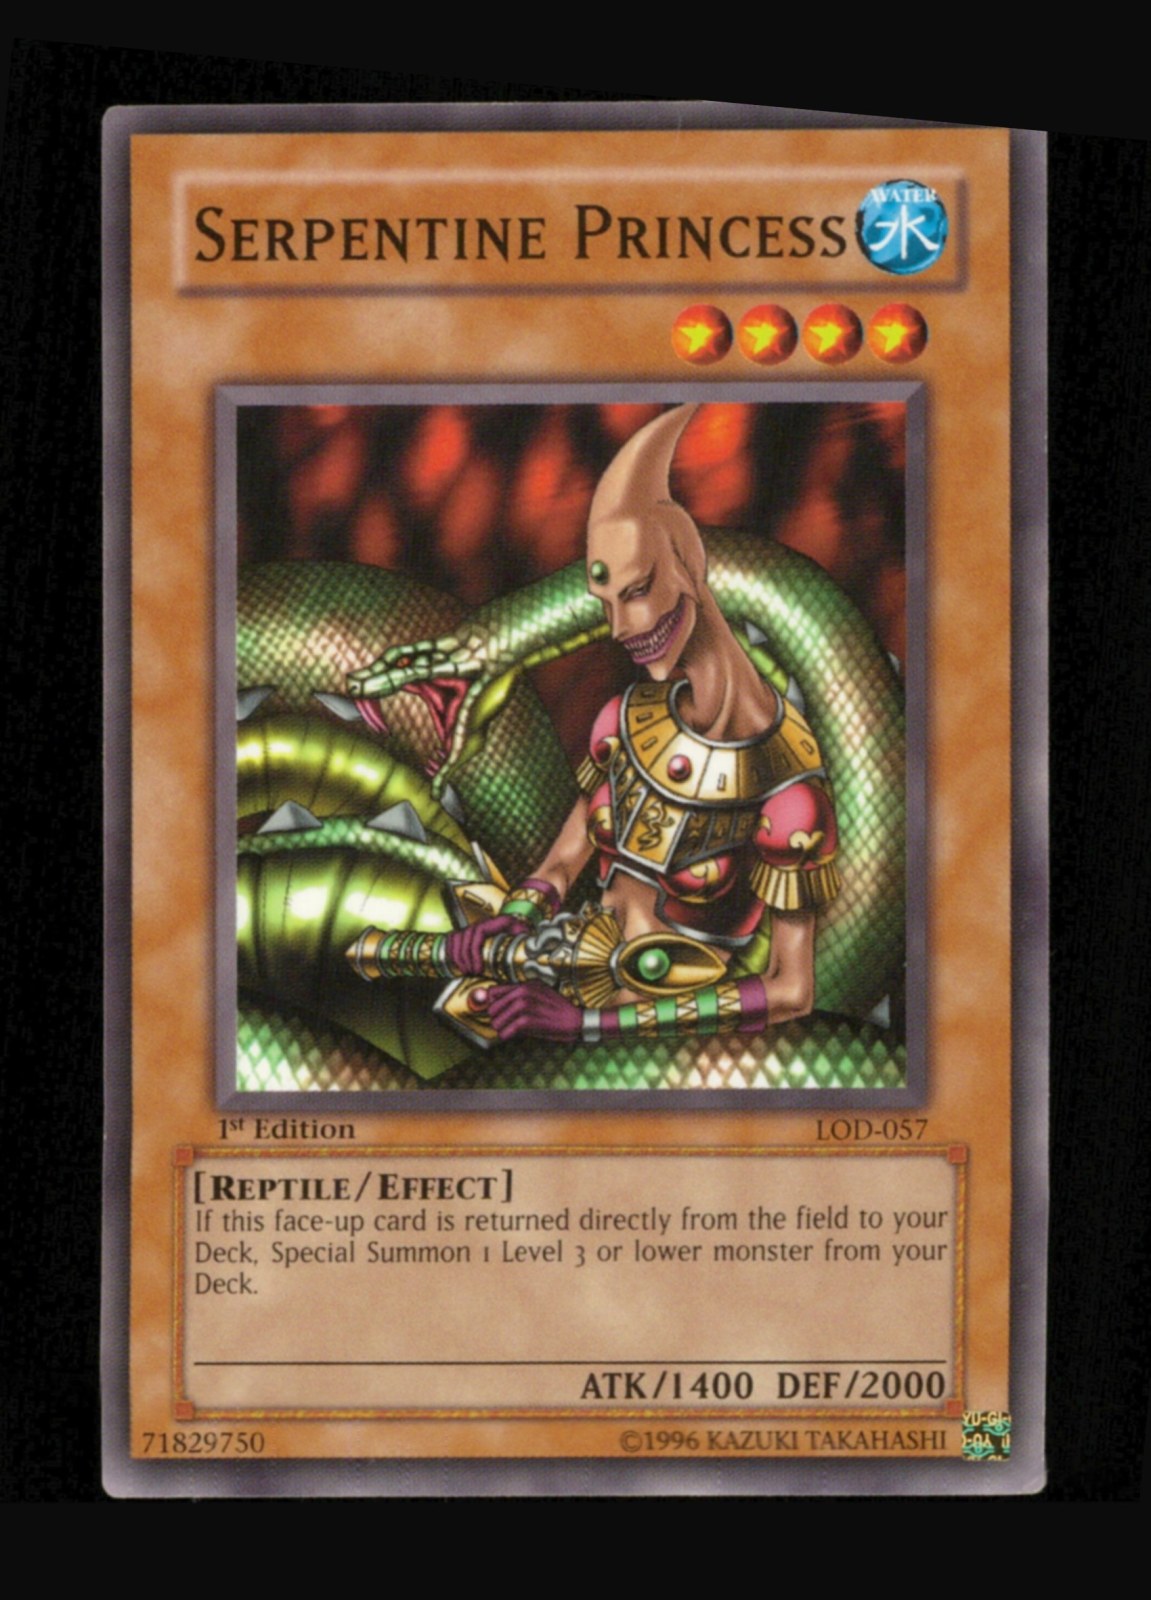 SERPENTINE PRINCESS
WATER
水
1st Edition
LOD-057
[REPTILE/EFFECT]
If this face-up card is returned directly from the field to your
Deck, Special Summon 1 Level 3 or lower monster from your
Deck.
ATK/1400 DEF/2000
71829750
©1996 KAZUKI TAKAHASHI